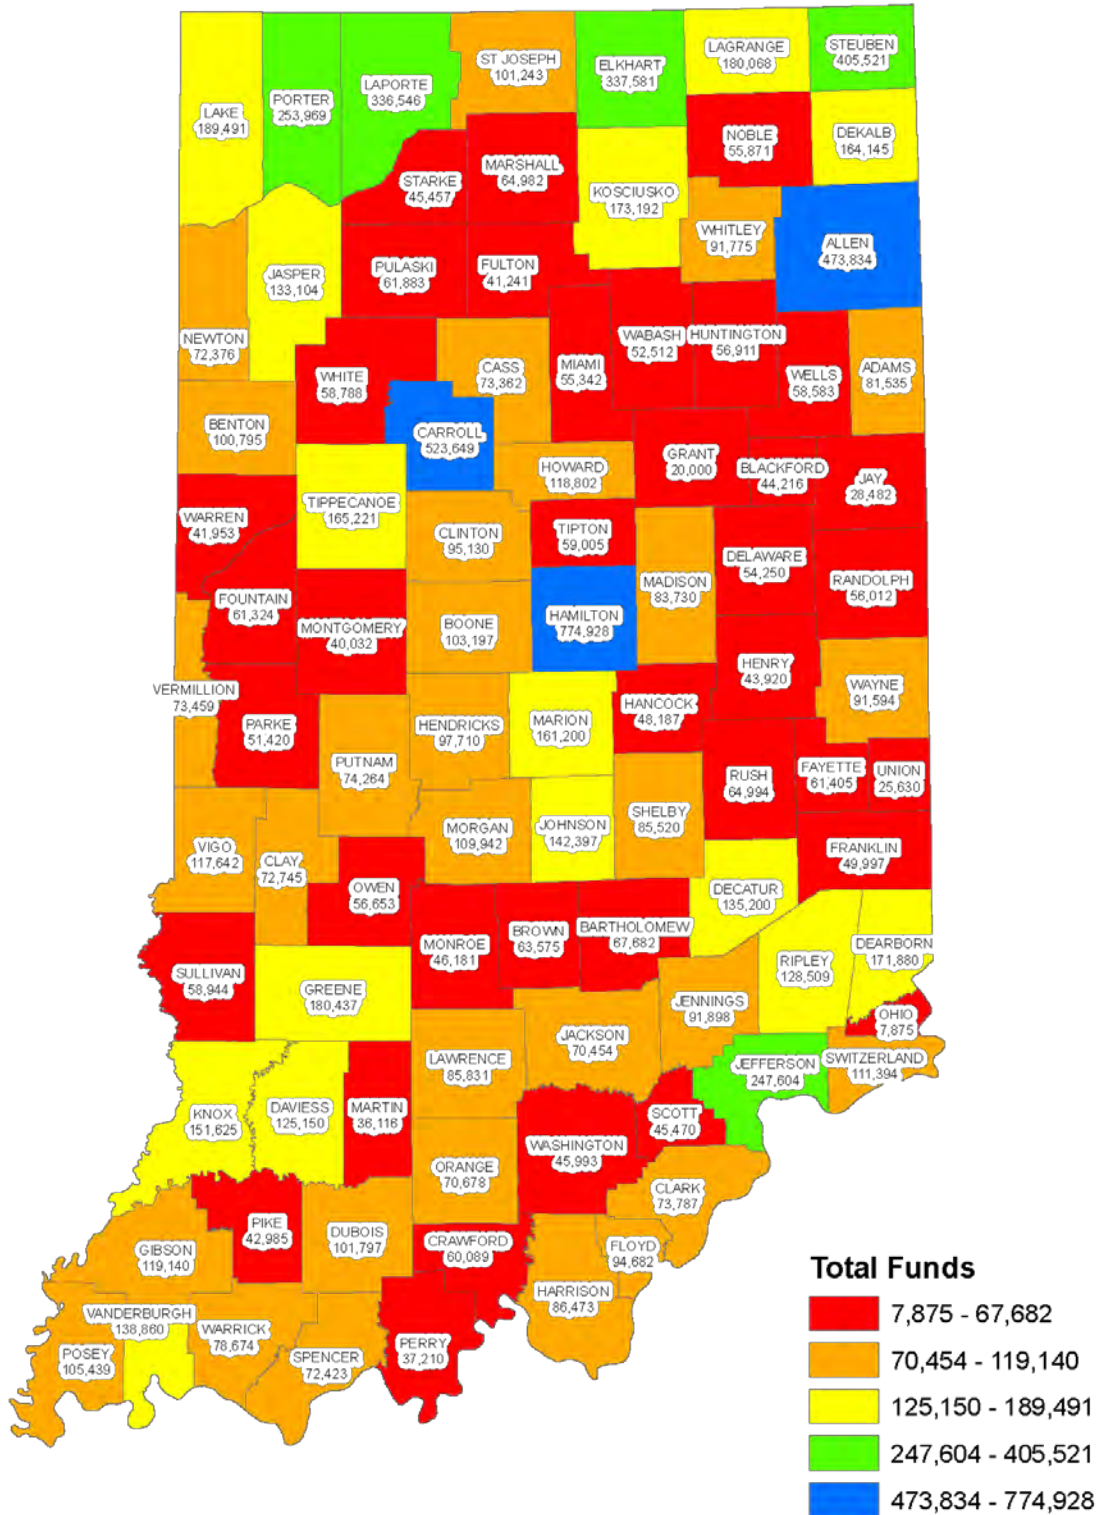 LAKE
189,491
PORTER
253,969
LAPORTE
336,546
ST JOSEPH
101,243
ELKHART
337,581
LAGRANGE
180,068
STEUBEN
405,521
NOBLE
55,871
DEKALB
164,145
STARKE
45,457
MARSHALL
64,982
KOSCIUSKO
173,192
WHITLEY
91,775
ALLEN
473,834
JASPER
133,104
PULASKI
61,883
FULTON
41,241
NEWTON
72,376
WHITE
58,788
CASS
73,362
MIAMI
55,342
WABASH
52,512
HUNTINGTON
56,911
WELLS
58,583
ADAMS
81,535
BENTON
100,795
CARROLL
523,649
HOWARD
118,802
GRANT
20,000
BLACKFORD
44,216
JAY
28,482
WARREN
41,953
TIPPECANOE
165,221
CLINTON
95,130
TIPTON
59,005
MADISON
83,730
DELAWARE
54,250
RANDOLPH
56,012
FOUNTAIN
61,324
MONTGOMERY
40,032
BOONE
103,197
HAMILTON
774,928
HENRY
43,920
WAYNE
91,594
VERMILLION
73,459
PARKE
51,420
PUTNAM
74,264
HENDRICKS
97,710
MARION
161,200
HANCOCK
48,187
RUSH
64,994
FAYETTE
61,405
UNION
25,630
VIGO
117,642
CLAY
72,745
OWEN
56,653
MORGAN
109,942
JOHNSON
142,397
SHELBY
85,520
FRANKLIN
49,997
DECATUR
135,200
SULLIVAN
58,944
GREENE
180,437
MONROE
46,181
BROWN
63,575
BARTHOLOMEW
67,682
RIPLEY
128,509
DEARBORN
171,880
JENNINGS
91,898
OHIO
7,875
JACKSON
70,454
LAWRENCE
85,831
JEFFERSON
247,604
SWITZERLAND
111,394
KNOX
151,625
DAVIESS
125,150
MARTIN
36,116
SCOTT
45,470
WASHINGTON
45,993
ORANGE
70,678
CLARK
73,787
PIKE
42,985
DUBOIS
101,797
CRAWFORD
60,089
FLOYD
94,682
GIBSON
119,140
HARRISON
86,473
VANDERBURGH
138,860
WARRICK
78,674
POSEY
105,439
SPENCER
72,423
PERRY
37,210
Total Funds
7,875 - 67,682
70,454 - 119,140
125,150 - 189,491
247,604 - 405,521
473,834 - 774,928